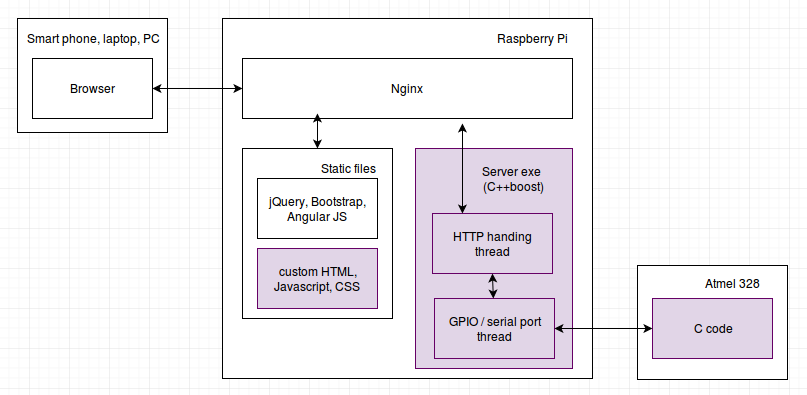 Smart phone, laptop, PC
Browser
Raspberry Pi
Nginx
Static files
jQuery, Bootstrap,
Angular JS
custom HTML,
Javascript, CSS
Server exe
(C++boost)
HTTP handing
thread
GPIO / serial port
thread
Atmel 328
C code